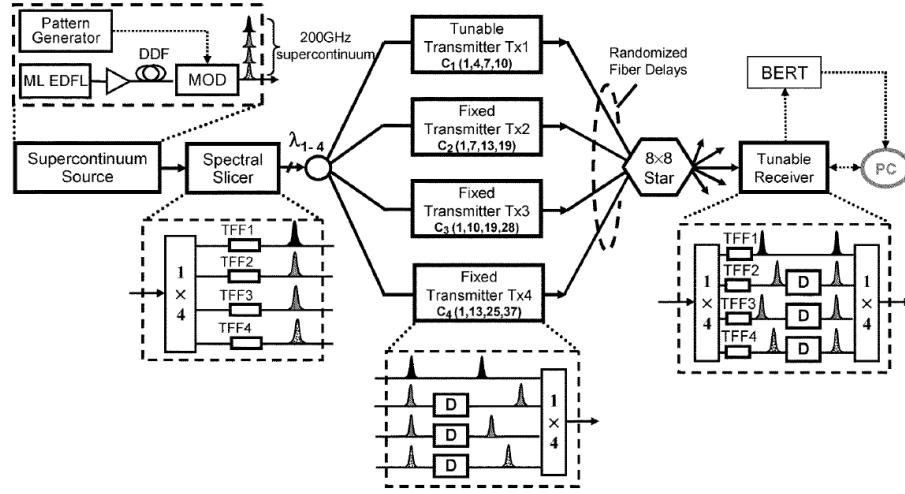 Pattern
Generator
DDF
ML EDFL
MOD
200GHz
supercontinuum
Supercontinuum
Source
Spectral
Slicer
λ1-4
Tunable
Transmitter Tx1
C1 (1,4,7,10)
Fixed
Transmitter Tx2
C2 (1,7,13,19)
Fixed
Transmitter Tx3
C3 (1,10,19,28)
Fixed
Transmitter Tx4
C4 (1,13,25,37)
Randomized
Fiber Delays
8×8
Star
BERT
Tunable
Receiver
PC
1
×
4
TFF1
TFF2
TFF3
TFF4
D
D
D
1
×
4
1
×
4
TFF1
TFF2
D
TFF3
D
TFF4
D
1
×
4